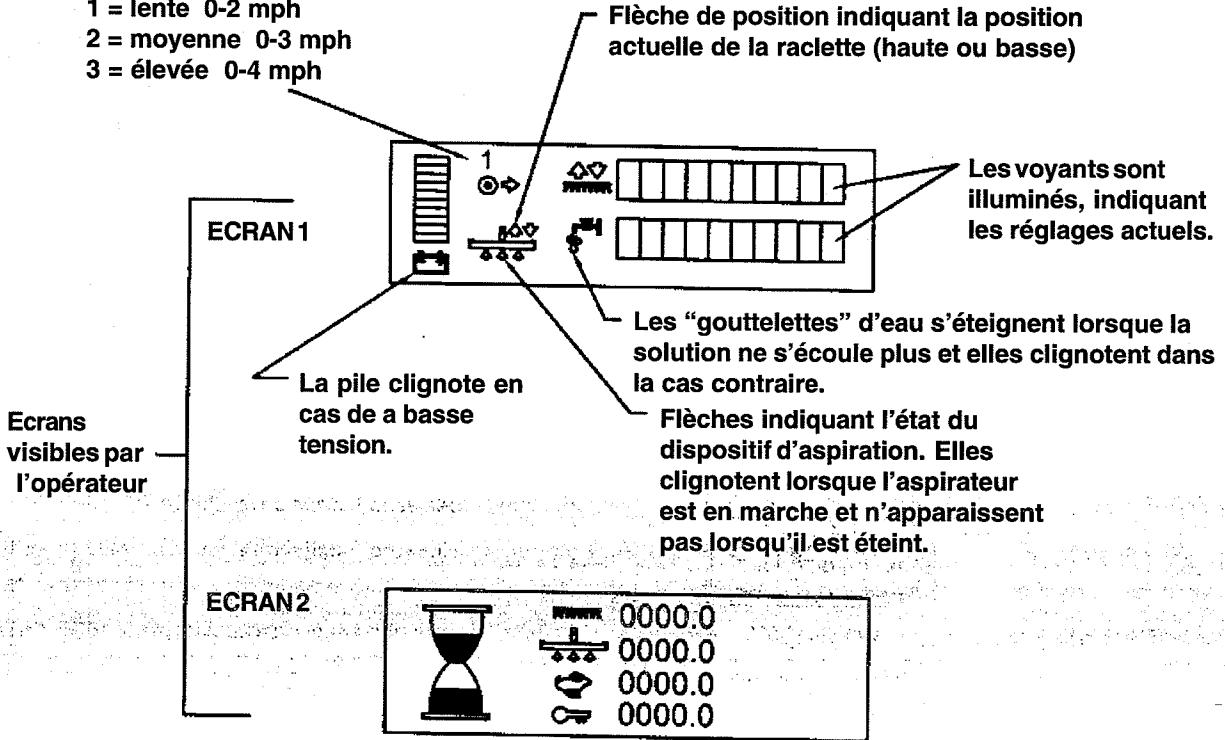 1 = lente 0-2 mph
2 = moyenne 0-3 mph
3 = élevée 0-4 mph
Flèche de position indiquant la position
actuelle de la raclette (haute ou basse)
1
Les voyants sont
illuminés, indiquant
les réglages actuels.
ECRAN 1
Les “gouttelettes” d’eau s’éteignent lorsque la
solution ne s’écoule plus et elles clignotent dans
la cas contraire.
La pile clignote en
cas de a basse
tension.
Flèches indiquant l’état du
dispositif d’aspiration. Elles
clignotent lorsque l’aspirateur
est en marche et n’apparaissent
pas lorsqu’il est éteint.
Ecrans
visibles par
l’opérateur
ECRAN 2
0000.0
0000.0
0000.0
0000.0